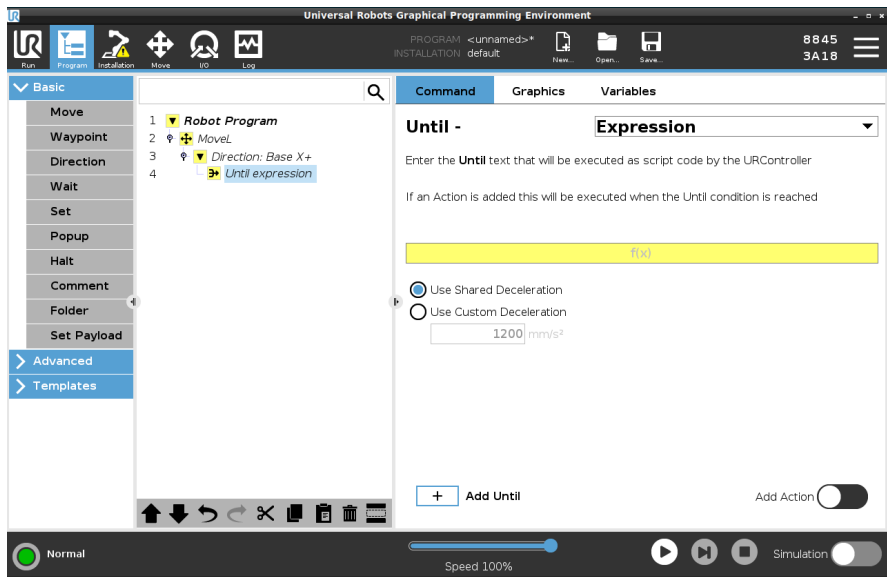 UR
Universal Robots Graphical Programming Environment
UR
Run
Program
Installation
Move
I/O
Log
PROGRAM <unnamed>*
INSTALLATION default
New...
Open...
Save...
8845
3A18
Basic
Move
Waypoint
Direction
Wait
Set
Popup
Halt
Comment
Folder
Set Payload
Advanced
Templates
1 Robot Program
2 MoveL
3 Direction: Base X+
4 Until expression
Command Graphics Variables
Until - Expression
Enter the Until text that will be executed as script code by the URController
If an Action is added this will be executed when the Until condition is reached
f(x)
Use Shared Deceleration
Use Custom Deceleration
1200 mm/s²
+ Add Until
Add Action
Normal
Speed 100%
Simulation